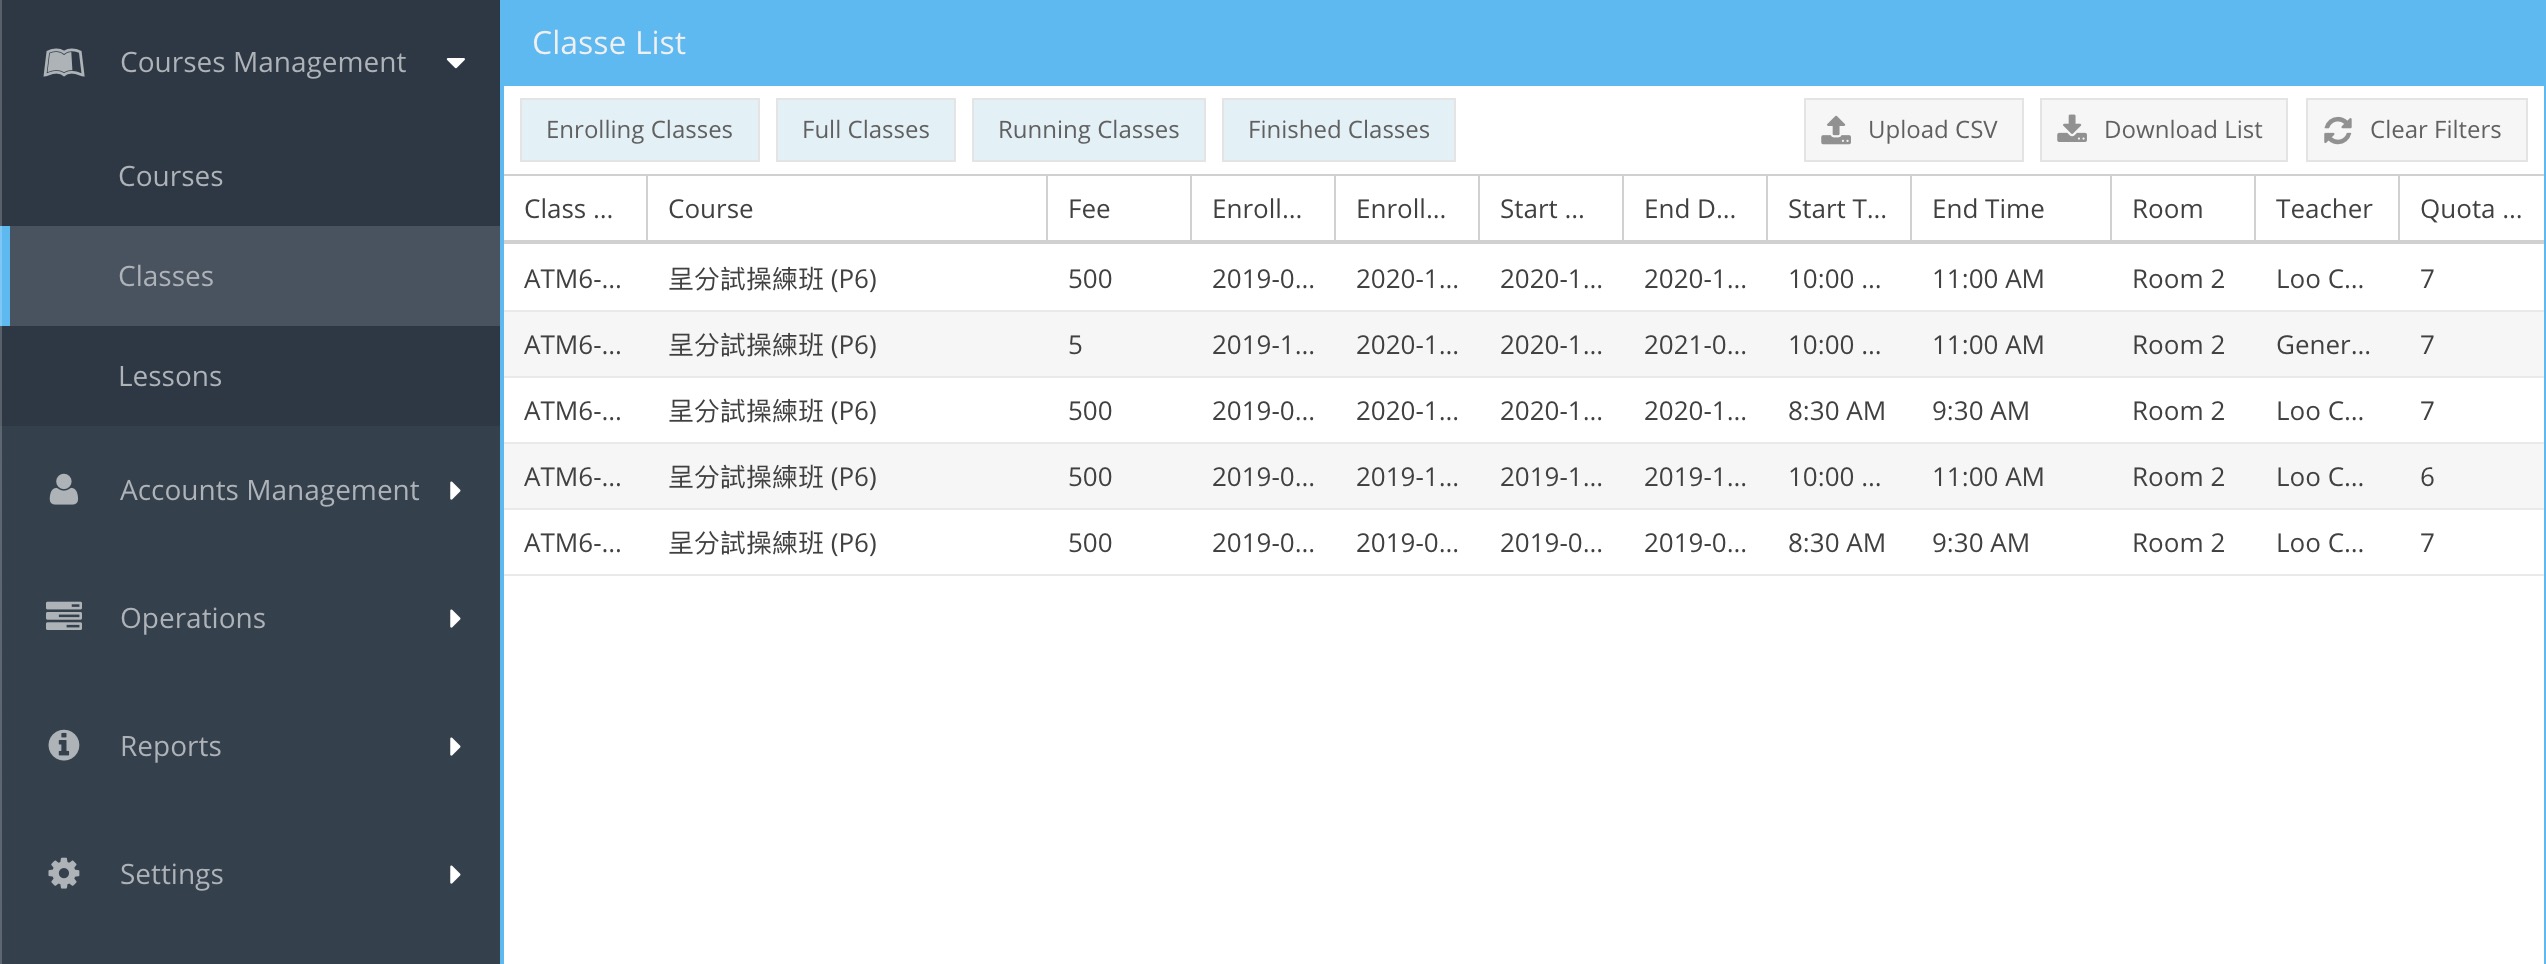 Courses Management
Courses
Classes
Lessons
Accounts Management
Operations
Reports
Settings
Classe List
Enrolling Classes Full Classes Running Classes Finished Classes Upload CSV Download List Clear Filters
Class ... Course Fee Enroll... Enroll... Start ... End D... Start T... End Time Room Teacher Quota ...
ATM6-... 呈分試操練班 (P6) 500 2019-0... 2020-1... 2020-1... 2020-1... 10:00 ... 11:00 AM Room 2 Loo C... 7
ATM6-... 呈分試操練班 (P6) 5 2019-1... 2020-1... 2020-1... 2021-0... 10:00 ... 11:00 AM Room 2 Gener... 7
ATM6-... 呈分試操練班 (P6) 500 2019-0... 2020-1... 2020-1... 2020-1... 8:30 AM 9:30 AM Room 2 Loo C... 7
ATM6-... 呈分試操練班 (P6) 500 2019-0... 2019-1... 2019-1... 2019-1... 10:00 ... 11:00 AM Room 2 Loo C... 6
ATM6-... 呈分試操練班 (P6) 500 2019-0... 2019-0... 2019-0... 2019-0... 8:30 AM 9:30 AM Room 2 Loo C... 7